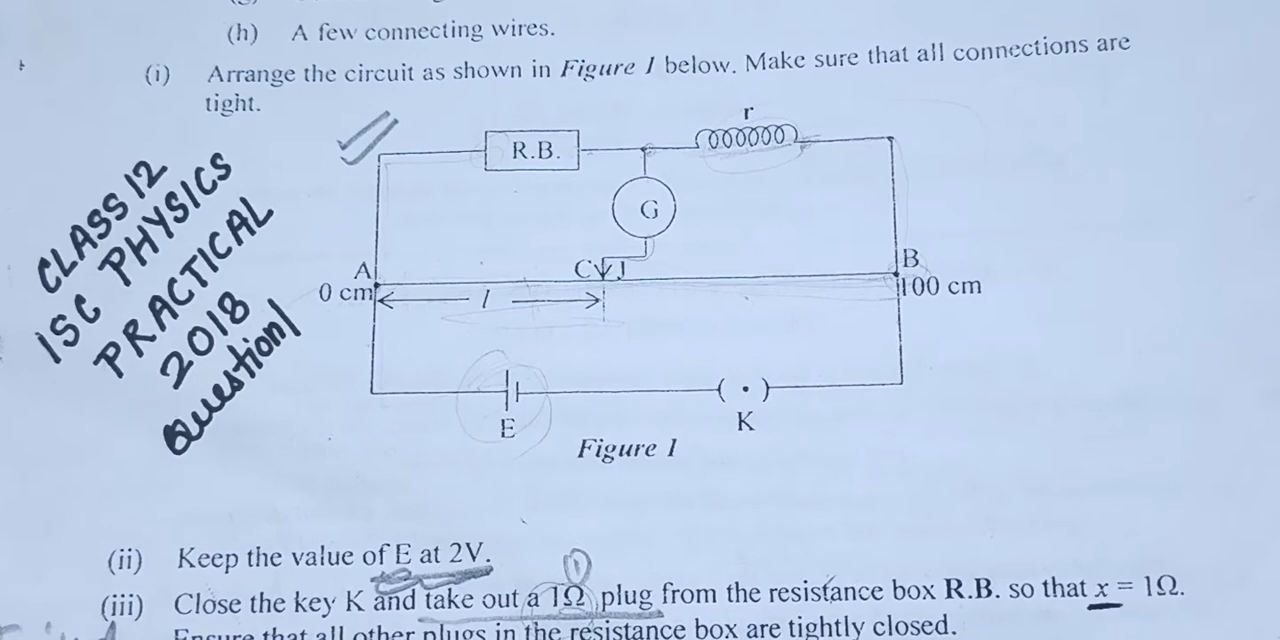 (h) A few connecting wires.
(i) Arrange the circuit as shown in Figure 1 below. Make sure that all connections are
tight.
r
R.B.
G
CLASS 12
ISC PHYSICS
PRACTICAL
2018
Question 1
A
C J
B
0 cm
l
100 cm
E
K
Figure 1
(ii) Keep the value of E at 2V.
(iii) Close the key K and take out a 1Ω plug from the resistance box R.B. so that x = 1Ω.
Ensure that all other plugs in the resistance box are tightly closed.